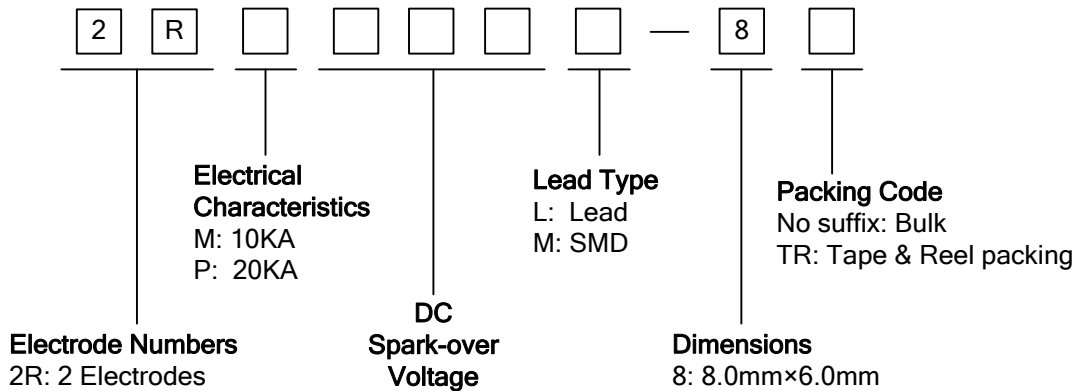 2 R — 8
Electrical
Characteristics
M: 10KA
P: 20KA
Lead Type
L: Lead
M: SMD
Packing Code
No suffix: Bulk
TR: Tape & Reel packing
Electrode Numbers
2R: 2 Electrodes
DC
Spark-over
Voltage
Dimensions
8: 8.0mm×6.0mm